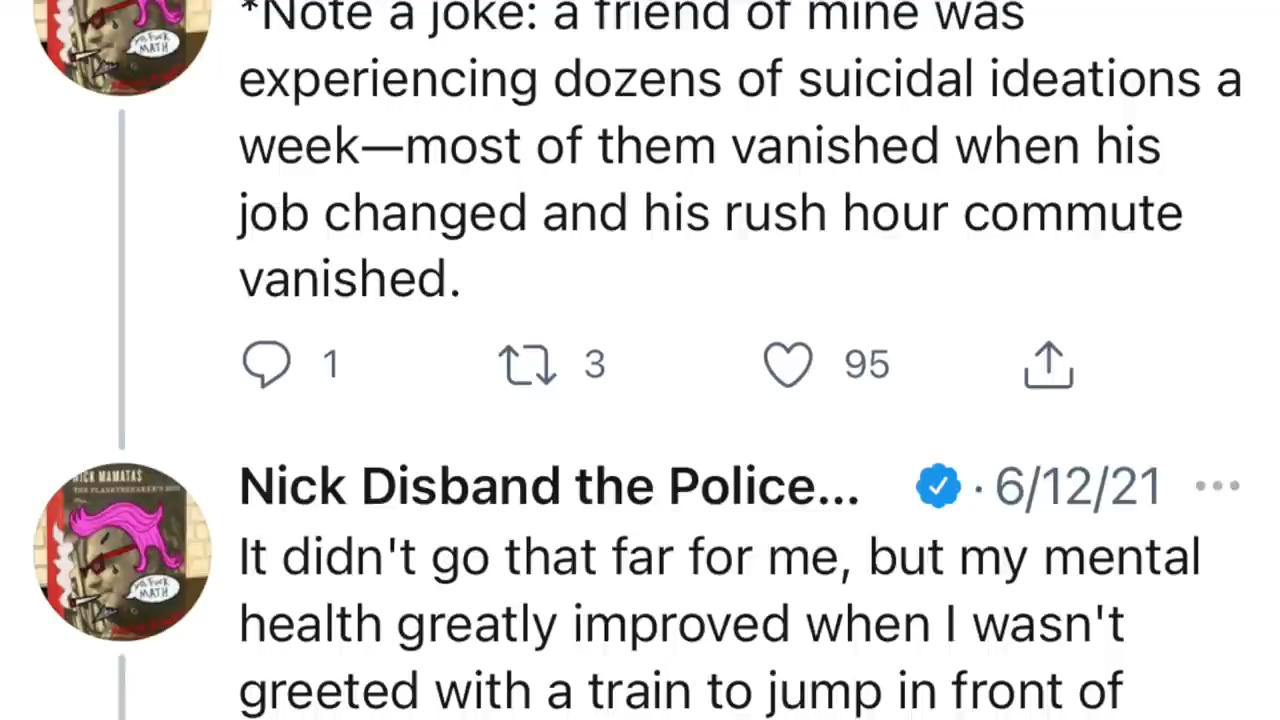 *Note a joke: a friend of mine was
experiencing dozens of suicidal ideations a
week—most of them vanished when his
job changed and his rush hour commute
vanished.
1 3 95
Nick Disband the Police... · 6/12/21 ...
NICK MAMATAS
MATH
It didn't go that far for me, but my mental
health greatly improved when I wasn't
greeted with a train to jump in front of